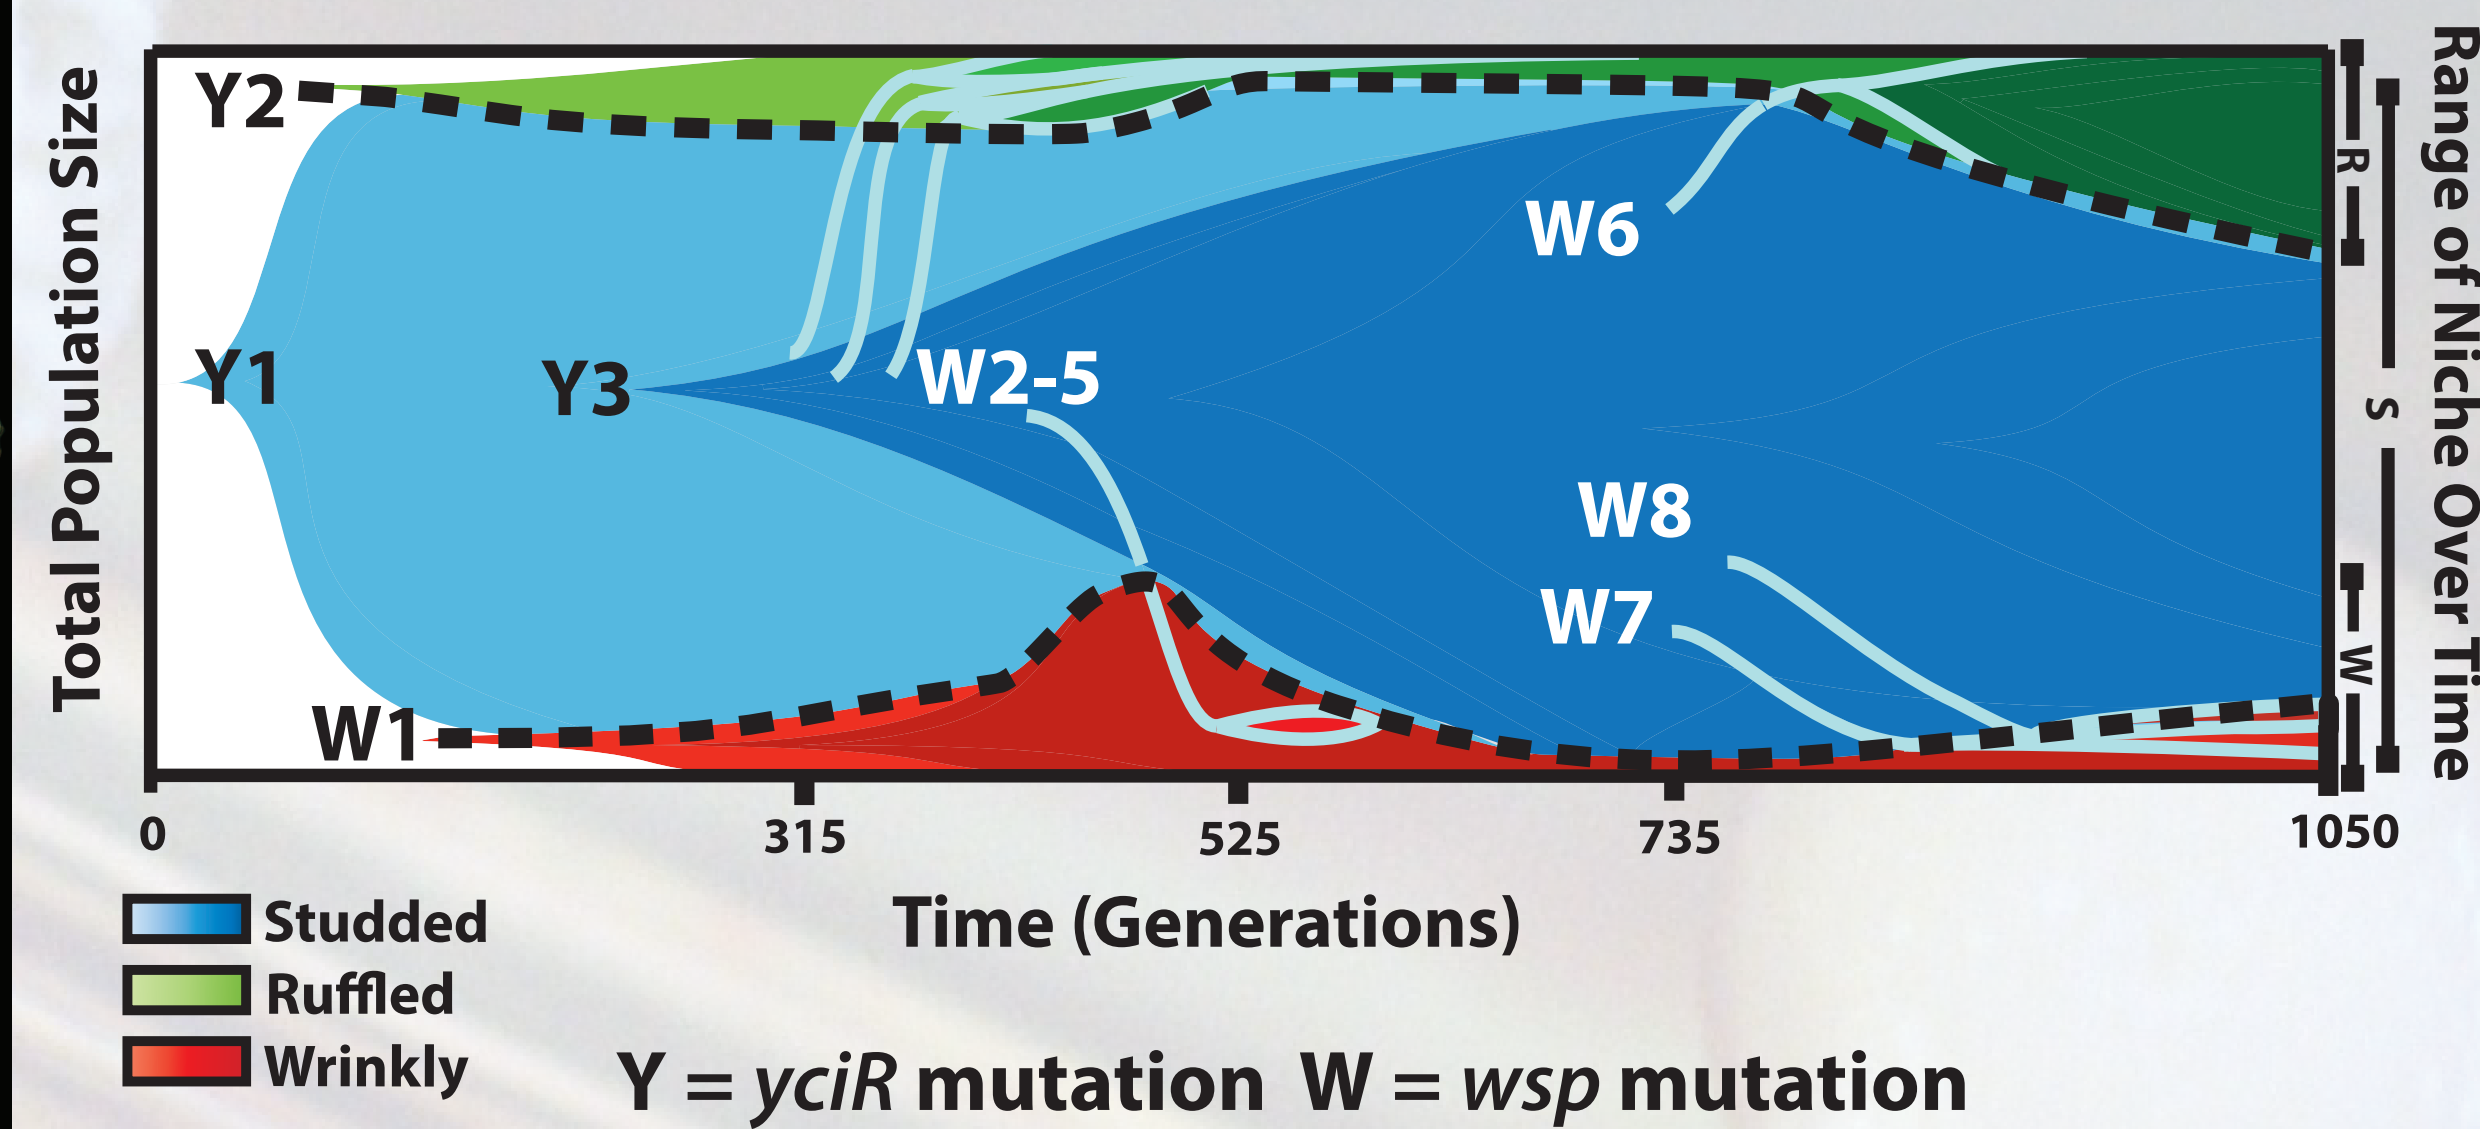 Total Population Size
Y2
Y1
Y3
W2-5
W6
W8
W7
W1
R
S
W
Range of Niche Over Time
0
315
525
735
1050
Time (Generations)
Studded
Ruffled
Wrinkly
Y = yciR mutation W = wsp mutation